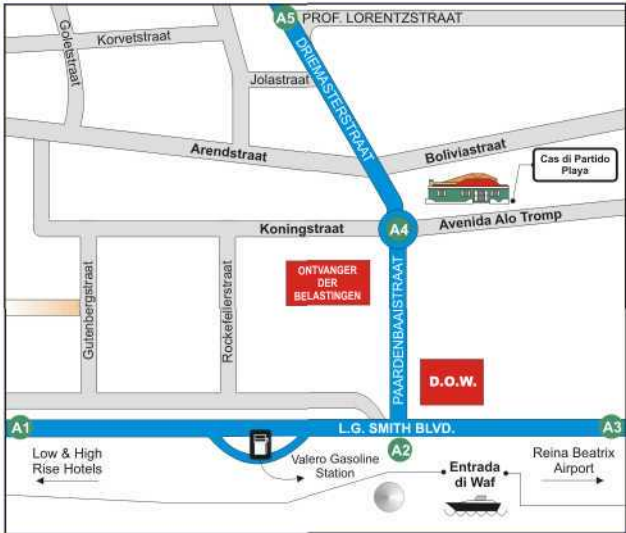 A5
PROF. LORENTZSTRAAT
Goletstraat
Korvetstraat
Jolastraat
DRIEMASTERSTRAAT
Arendstraat
Boliviastraat
Cas di Partido
Playa
Koningstraat
A4
Avenida Alo Tromp
ONTVANGER
DER
BELASTINGEN
Gutenbergstraat
Rockefellerstraat
PAARDENBAAISTRAAT
D.O.W.
A1
L.G. SMITH BLVD.
A3
A2
Low & High
Rise Hotels
Valero Gasoline
Station
Entrada
di Waf
Reina Beatrix
Airport